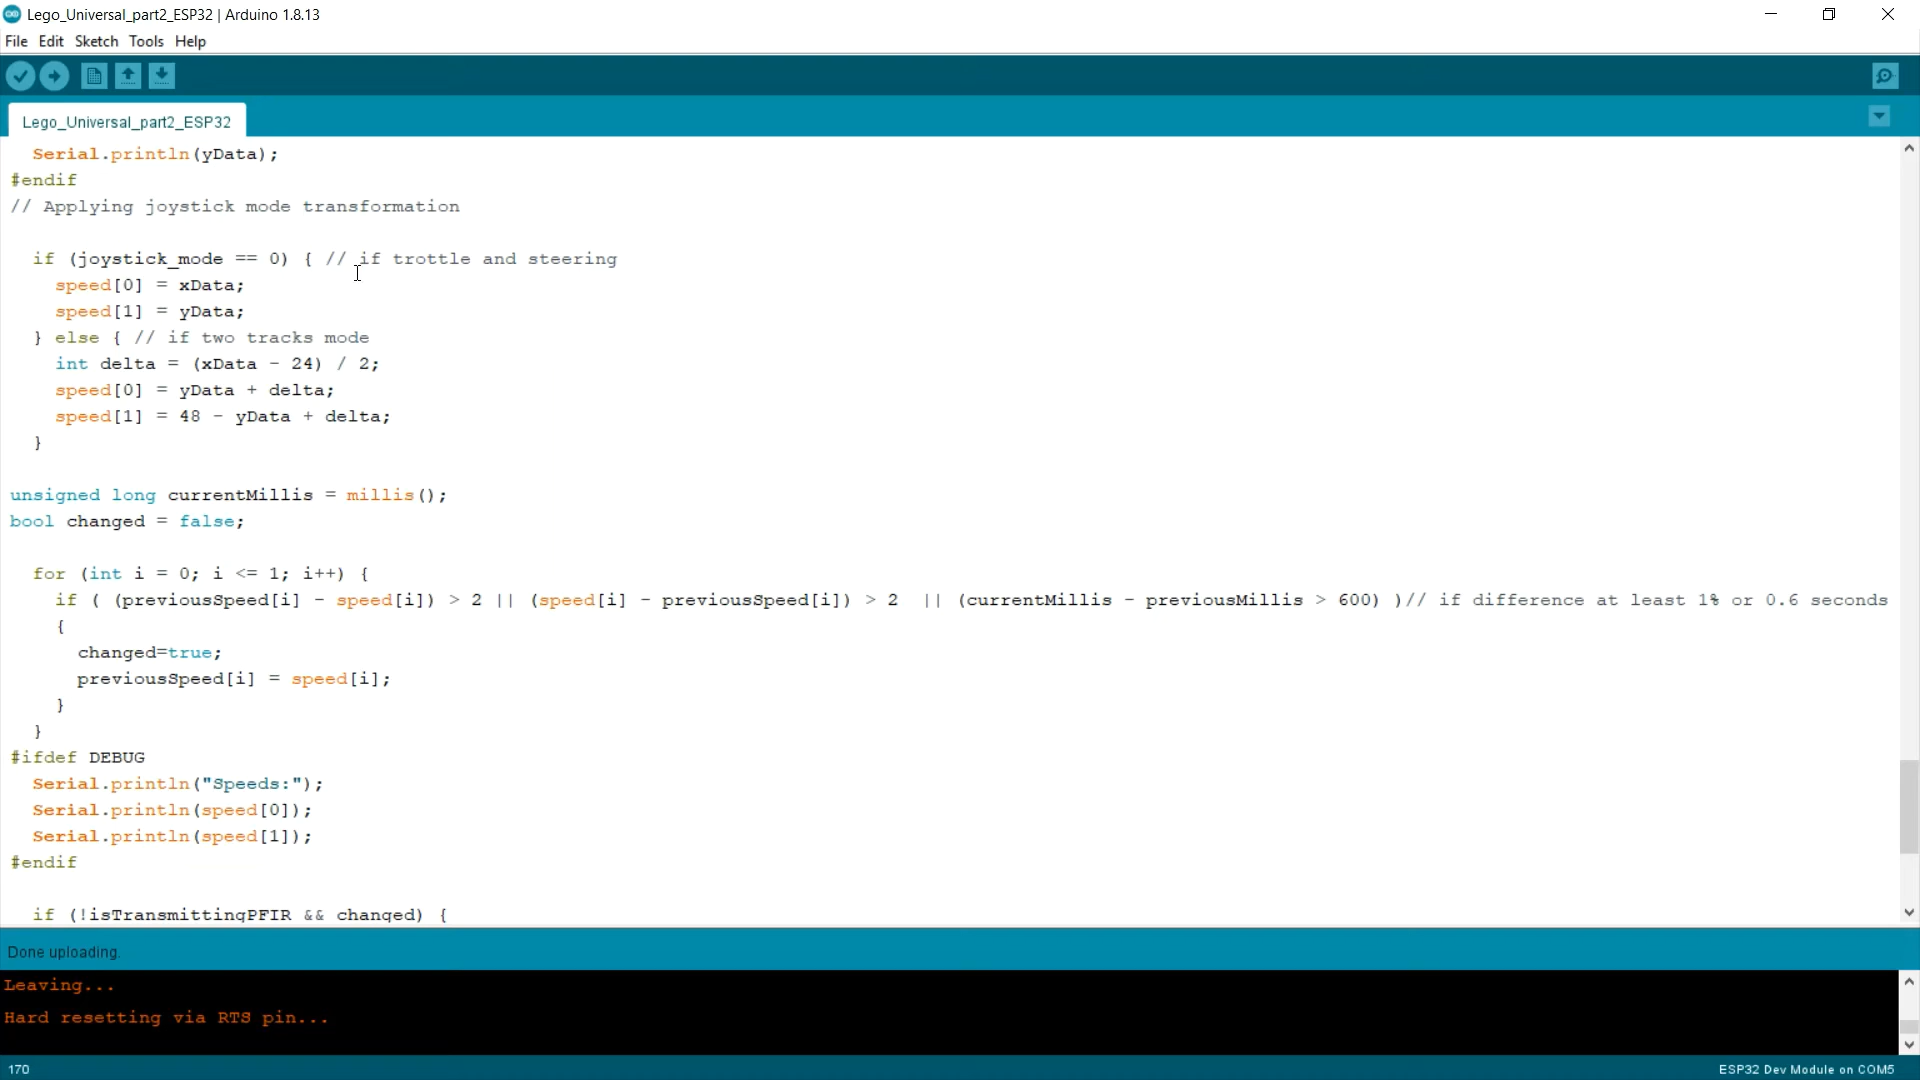 Lego_Universal_part2_ESP32 | Arduino 1.8.13
File Edit Sketch Tools Help
Lego_Universal_part2_ESP32
  Serial.println(yData);
#endif
// Applying joystick mode transformation
  if (joystick_mode == 0) { // if trottle and steering
    speed[0] = xData;
    speed[1] = yData;
  } else { // if two tracks mode
    int delta = (xData - 24) / 2;
    speed[0] = yData + delta;
    speed[1] = 48 - yData + delta;
  }
unsigned long currentMillis = millis();
bool changed = false;
  for (int i = 0; i <= 1; i++) {
    if ( (previousSpeed[i] - speed[i]) > 2 || (speed[i] - previousSpeed[i]) > 2  || (currentMillis - previousMillis > 600) )// if difference at least 1% or 0.6 seconds
    {
      changed=true;
      previousSpeed[i] = speed[i];
    }
  }
#ifdef DEBUG
  Serial.println("Speeds:");
  Serial.println(speed[0]);
  Serial.println(speed[1]);
#endif
  if (!isTransmittingPFIR && changed) {
Done uploading.
Leaving...
Hard resetting via RTS pin...
170
ESP32 Dev Module on COM5